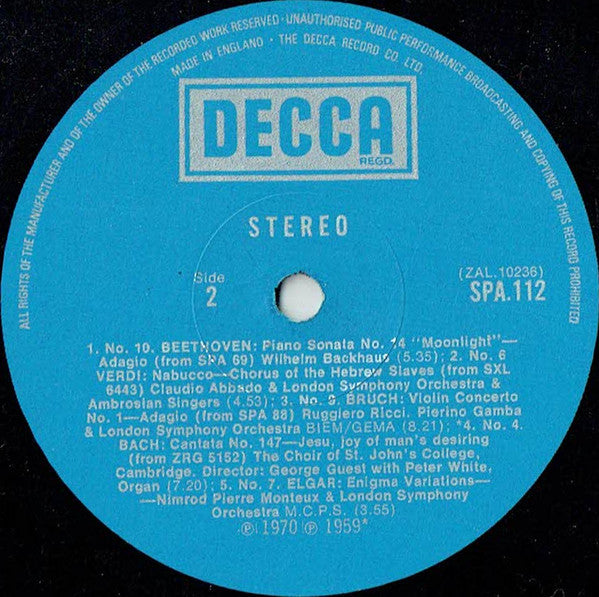 ALL RIGHTS OF THE MANUFACTURER AND OF THE OWNER OF THE RECORDED WORK RESERVED · UNAUTHORISED PUBLIC PERFORMANCE BROADCASTING AND COPYING OF THIS RECORD PROHIBITED
MADE IN ENGLAND · THE DECCA RECORD CO. LTD.
DECCA
REGD.
STEREO
Side
2
(ZAL.10236)
SPA.112
1. No. 10. BEETHOVEN: Piano Sonata No. 14 "Moonlight"—
Adagio (from SPA 69) Wilhelm Backhaus (5.35); 2. No. 6
VERDI: Nabucco—Chorus of the Hebrew Slaves (from SXL
6443) Claudio Abbado & London Symphony Orchestra &
Ambrosian Singers (4.53); 3. No. 8. BRUCH: Violin Concerto
No. 1—Adagio (from SPA 88) Ruggiero Ricci. Pierino Gamba
& London Symphony Orchestra BIEM/GEMA (8.21); *4. No. 4.
BACH: Cantata No. 147—Jesu, joy of man's desiring
(from ZRG 5152) The Choir of St. John's College,
Cambridge. Director: George Guest with Peter White,
Organ (7.20); 5. No. 7. ELGAR: Enigma Variations—
—Nimrod Pierre Monteux & London Symphony
Orchestra M.C.P.S. (3.55)
℗ 1970 ℗ 1959*